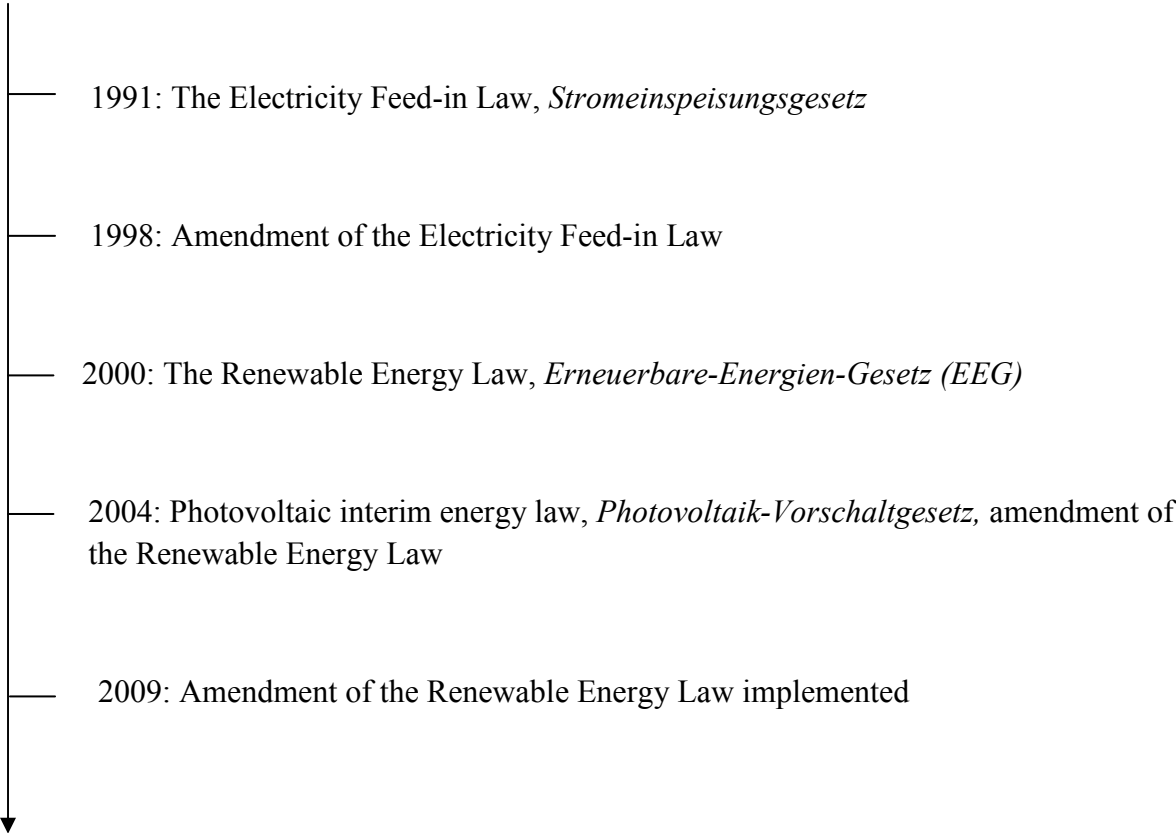 1991: The Electricity Feed-in Law, Stromeinspeisungsgesetz
1998: Amendment of the Electricity Feed-in Law
2000: The Renewable Energy Law, Erneuerbare-Energien-Gesetz (EEG)
2004: Photovoltaic interim energy law, Photovoltaik-Vorschaltgesetz, amendment of
the Renewable Energy Law
2009: Amendment of the Renewable Energy Law implemented